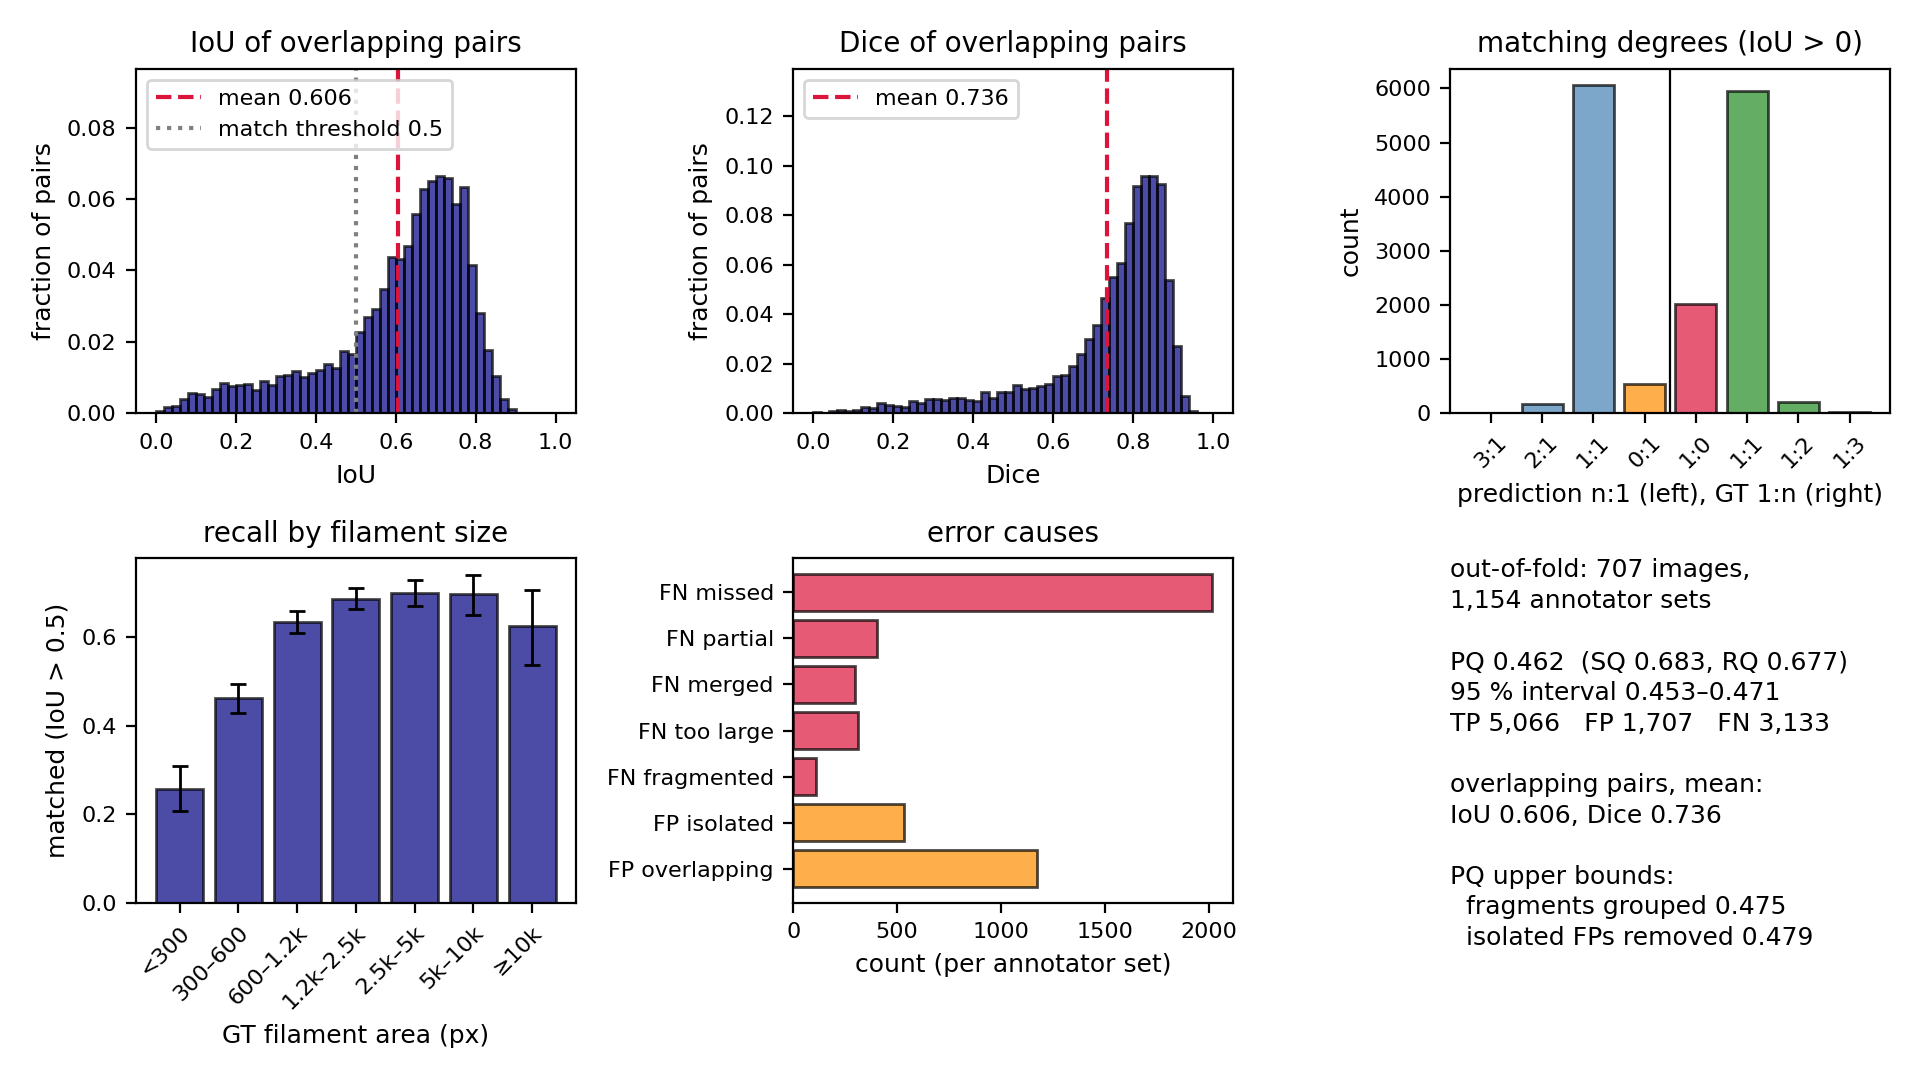 IoU of overlapping pairs
mean 0.606
match threshold 0.5
fraction of pairs
0.08
0.06
0.04
0.02
0.00
0.0 0.2 0.4 0.6 0.8 1.0
IoU
Dice of overlapping pairs
mean 0.736
fraction of pairs
0.12
0.10
0.08
0.06
0.04
0.02
0.00
0.0 0.2 0.4 0.6 0.8 1.0
Dice
matching degrees (IoU > 0)
count
6000
5000
4000
3000
2000
1000
0
3:1 2:1 1:1 0:1 1:0 1:1 1:2 1:3
prediction n:1 (left), GT 1:n (right)
recall by filament size
matched (IoU > 0.5)
0.6
0.4
0.2
0.0
<300 300–600 600–1.2k 1.2k–2.5k 2.5k–5k 5k–10k ≥10k
GT filament area (px)
error causes
FN missed
FN partial
FN merged
FN too large
FN fragmented
FP isolated
FP overlapping
0 500 1000 1500 2000
count (per annotator set)
out-of-fold: 707 images,
1,154 annotator sets
PQ 0.462 (SQ 0.683, RQ 0.677)
95 % interval 0.453–0.471
TP 5,066 FP 1,707 FN 3,133
overlapping pairs, mean:
IoU 0.606, Dice 0.736
PQ upper bounds:
fragments grouped 0.475
isolated FPs removed 0.479